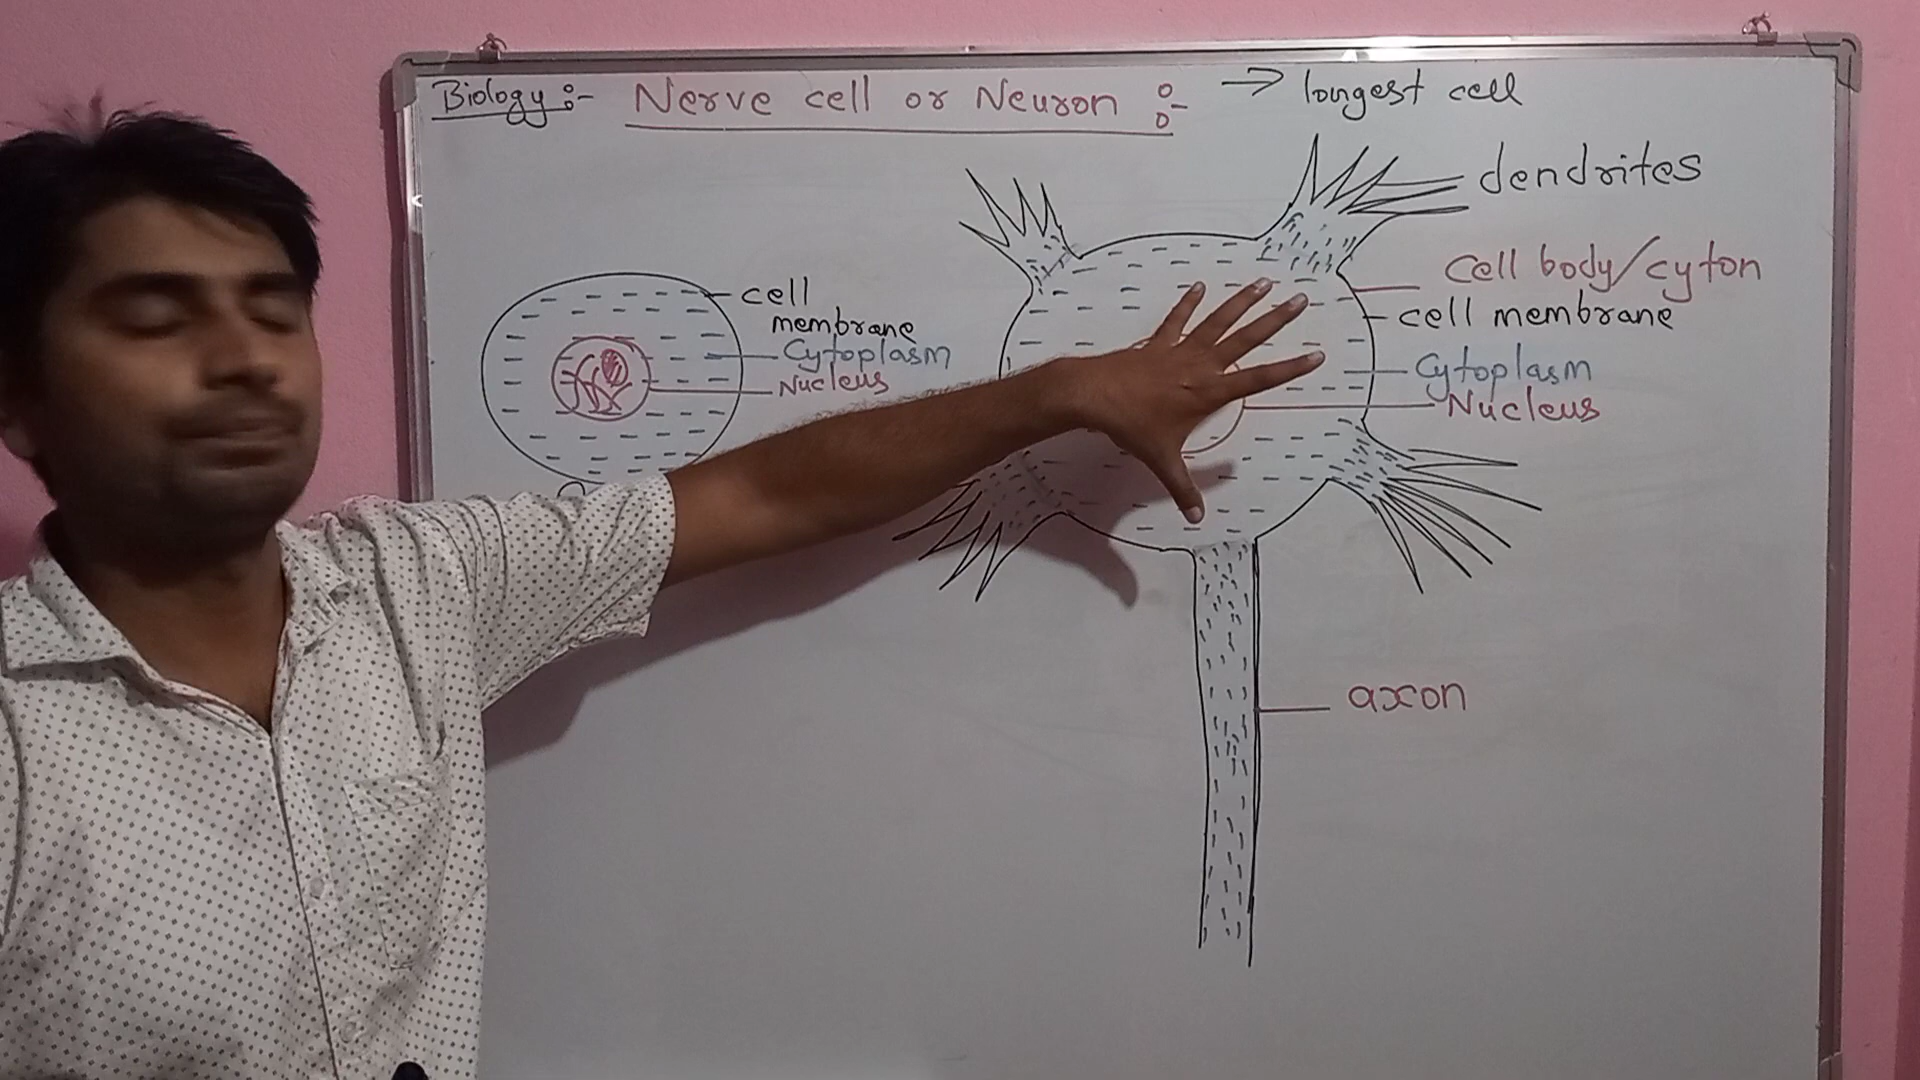 Biology :- Nerve cell or Neuron :- → longest cell
dendrites
Cell body/cyton
cell membrane
Cytoplasm
Nucleus
cell
membrane
Cytoplasm
Nucleus
axon